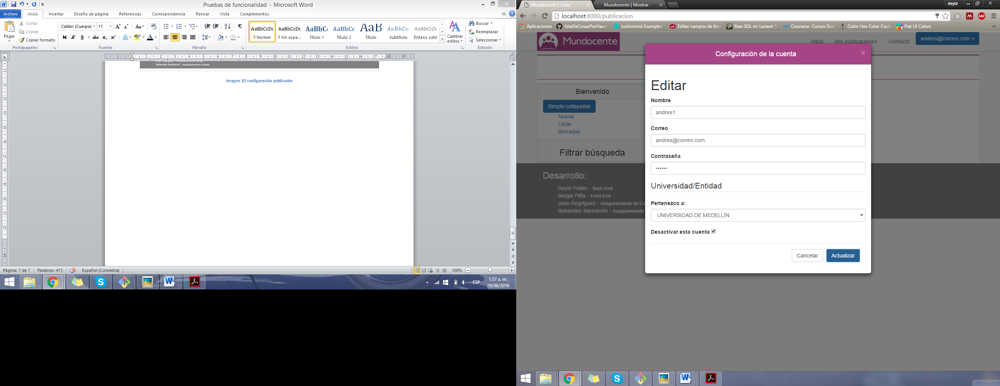 Pruebas de funcionalidad - Microsoft Word
Archivo Inicio Insertar Diseño de página Referencias Correspondencia Revisar Vista Complementos
Pegar
Cortar
Copiar
Copiar formato
Portapapeles
Calibri (Cuerpo) 11
Fuente
Párrafo
AaBbCcDc AaBbCcDc AaBbC AaBbCc AaB AaBbCc. AaBbCcDc
¶ Normal ¶ Sin espa... Título 1 Título 2 Título Subtítulo Énfasis sutil
Cambiar estilos
Estilos
Buscar
Reemplazar
Seleccionar
Edición
Sebastian Sarmiento - Aseguramiento de Calidad
Imagen 10 configuración publicador
Página: 7 de 7 Palabras: 473 Español (Colombia) 100%
ESP 1:57 a. m.
29/06/2016
Mundocente | Listar Mundocente | Mostrar deybi
localhost:8000/publicacion
Aplicaciones listaDeCosasPorHacer Justinmind Examples Editar campos de form Raw SQL en Laravel 5. Coursera- Cursos Grat Color Hex Color Code Flat UI Colors
Mundocente Inicio Mis publicaciones Contacto andres@correo.com
Configuración de la cuenta
Bienvenido
Simple collapsible
Nueva
Listar
Borradas
Filtrar búsqueda
Desarrollo:
Deybi Pulido - Back-End
Sergio Piña - Front-End
Juan Rogriguez - Aseguramiento de Ca
Sebastian Sarmiento - Aseguramiento
Editar
Nombre
andres1
Correo
andres@correo.com
Contraseña
••••••
Universidad/Entidad
Pertenezco a:
UNIVERSIDAD DE MEDELLÍN
Desactivar esta cuenta
Cancelar Actualizar